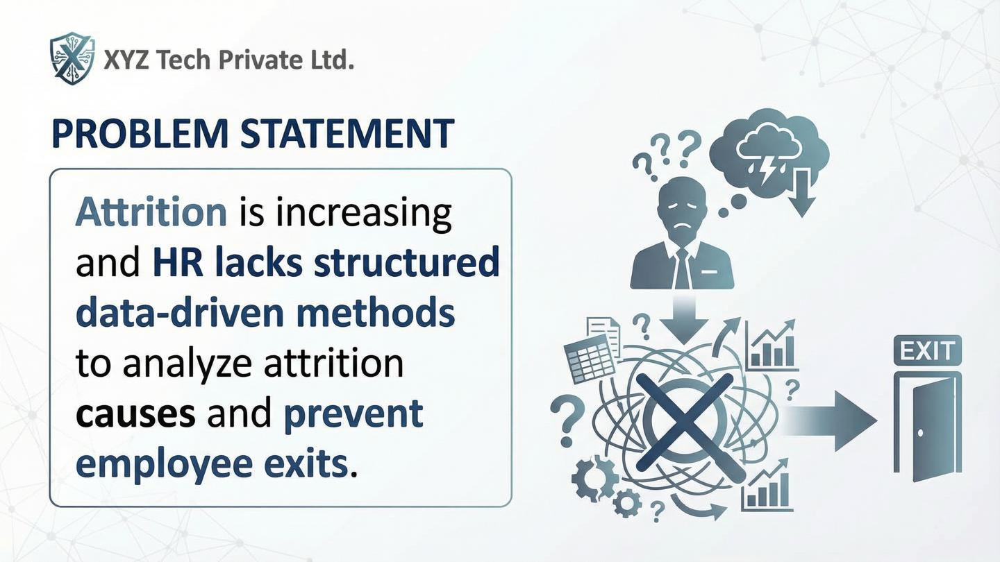 XYZ Tech Private Ltd.
PROBLEM STATEMENT
Attrition is increasing
and HR lacks structured
data-driven methods
to analyze attrition
causes and prevent
employee exits.
? ? ?
?
?
?
?
EXIT